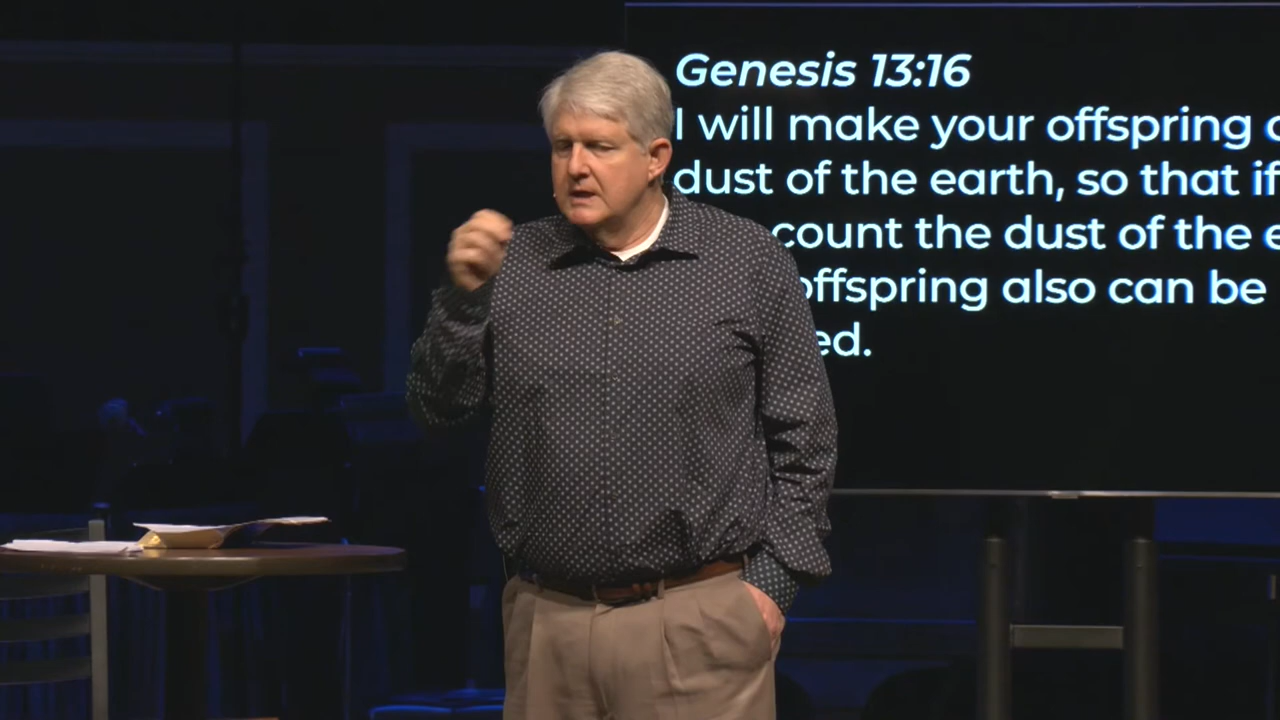 Genesis 13:16
I will make your offspring
dust of the earth, so that if
count the dust of the
offspring also can be
ed.